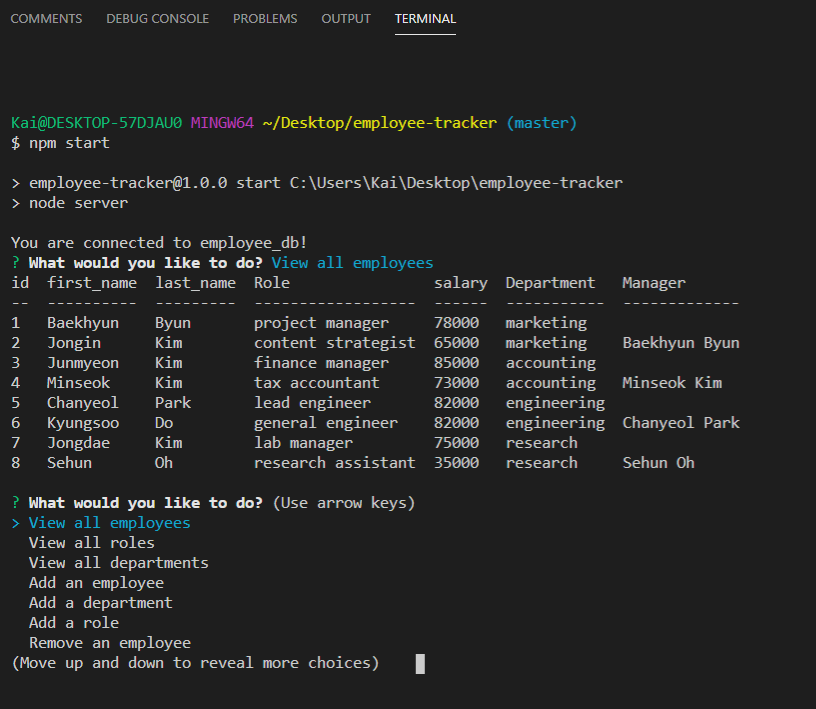 COMMENTS DEBUG CONSOLE PROBLEMS OUTPUT TERMINAL
Kai@DESKTOP-57DJAU0 MINGW64 ~/Desktop/employee-tracker (master)
$ npm start
> employee-tracker@1.0.0 start C:\Users\Kai\Desktop\employee-tracker
> node server
You are connected to employee_db!
? What would you like to do? View all employees
id  first_name  last_name  Role                salary  Department   Manager
--  ----------  ---------  ------------------  ------  -----------  -------------
1   Baekhyun    Byun       project manager     78000   marketing
2   Jongin      Kim        content strategist  65000   marketing    Baekhyun Byun
3   Junmyeon    Kim        finance manager     85000   accounting
4   Minseok     Kim        tax accountant      73000   accounting   Minseok Kim
5   Chanyeol    Park       lead engineer       82000   engineering
6   Kyungsoo    Do         general engineer    82000   engineering  Chanyeol Park
7   Jongdae     Kim        lab manager         75000   research
8   Sehun       Oh         research assistant  35000   research     Sehun Oh
? What would you like to do? (Use arrow keys)
> View all employees
  View all roles
  View all departments
  Add an employee
  Add a department
  Add a role
  Remove an employee
(Move up and down to reveal more choices)